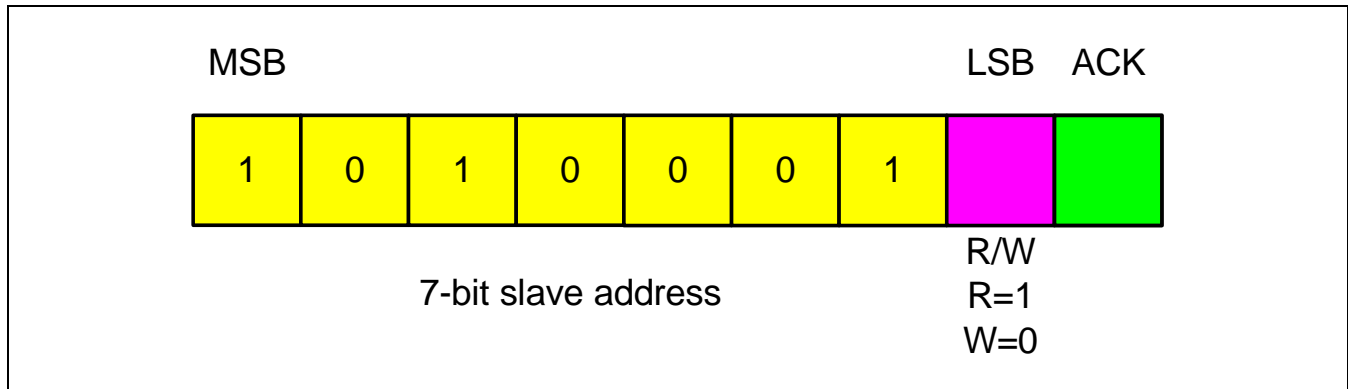 MSB LSB ACK
1 0 1 0 0 0 1
R/W
7-bit slave address R=1
W=0